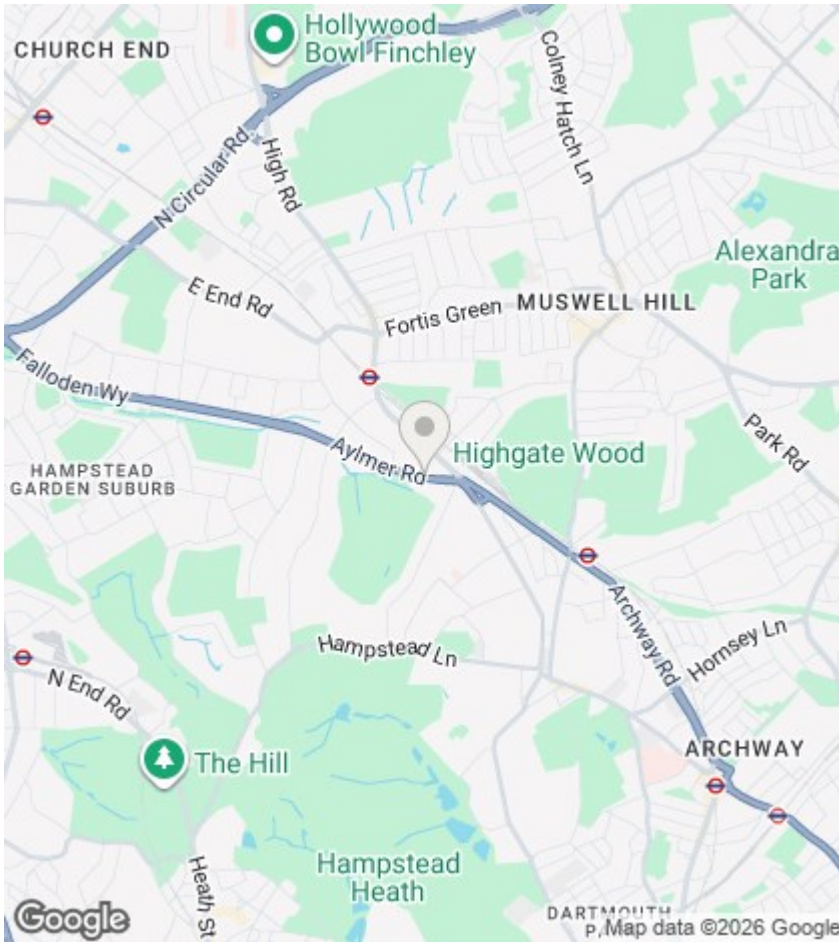 CHURCH END
Hollywood
Bowl Finchley
Colney Hatch Ln
N Circular Rd
High Rd
Alexandra
Park
E End Rd
Fortis Green
MUSWELL HILL
Falloden Wy
Aylmer Rd
Highgate Wood
Park Rd
HAMPSTEAD
GARDEN SUBURB
Archway Rd
Hampstead Ln
Hornsey Ln
N End Rd
The Hill
ARCHWAY
Heath St
Hampstead
Heath
DARTMOUTH
P
Google
Map data ©2026 Google